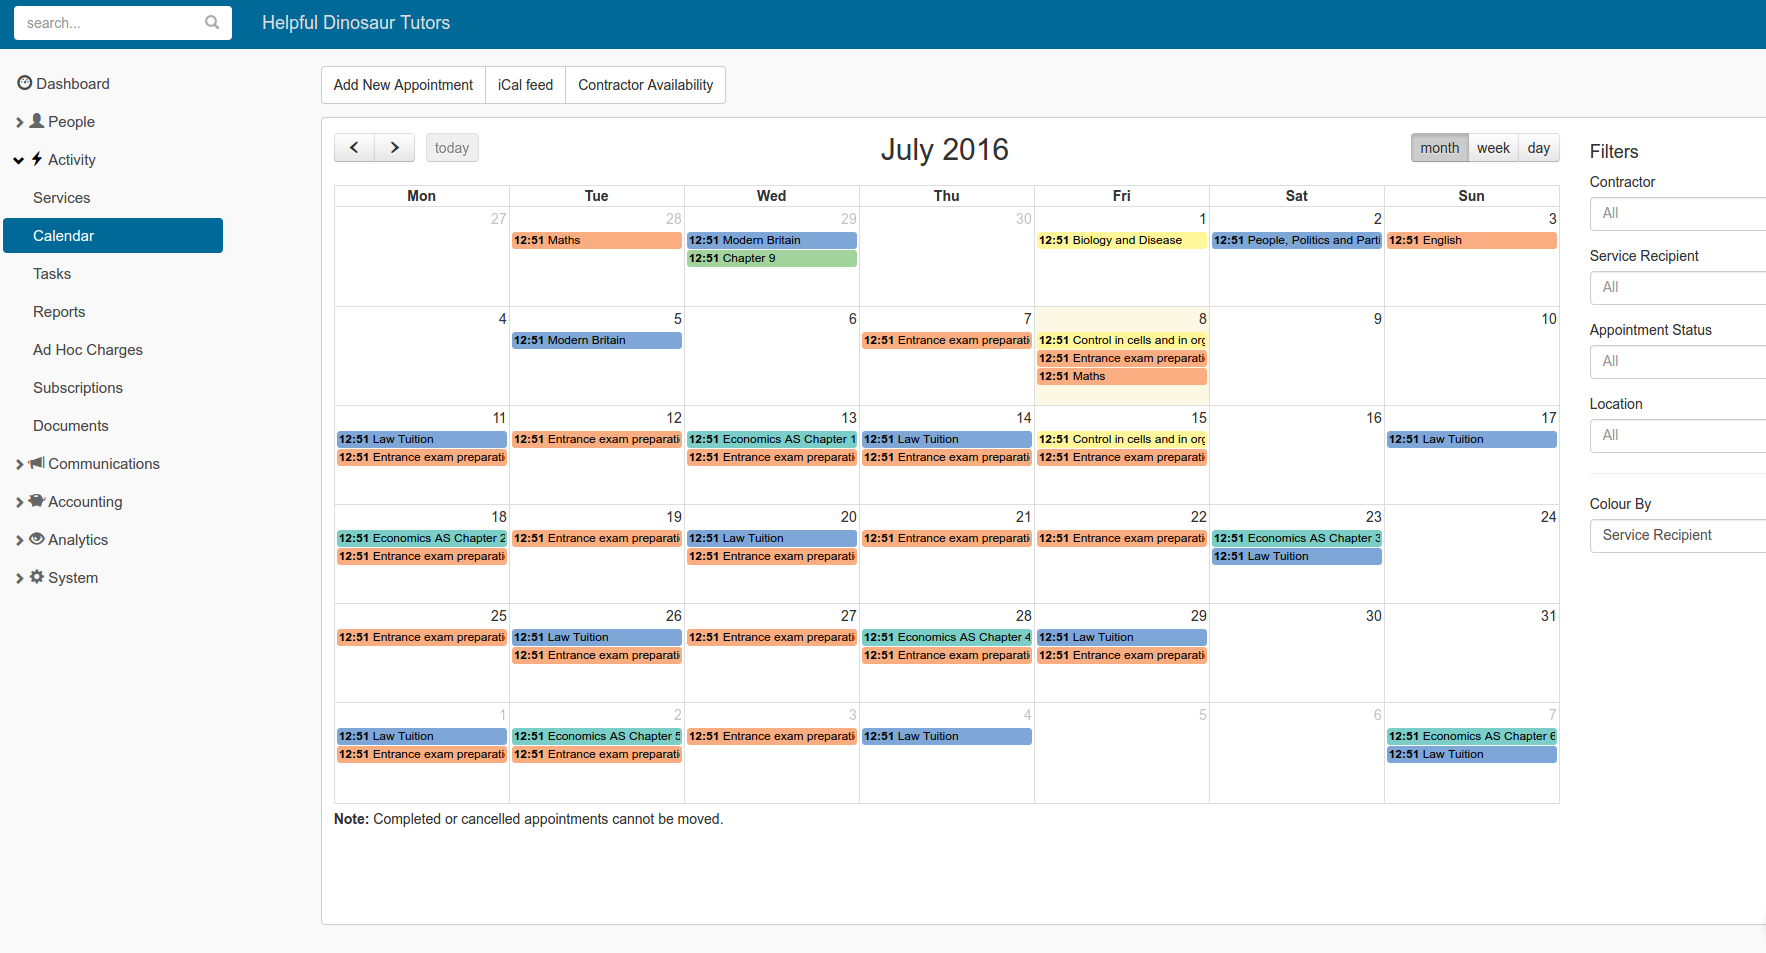 search...
Helpful Dinosaur Tutors
Dashboard
People
Activity
Services
Calendar
Tasks
Reports
Ad Hoc Charges
Subscriptions
Documents
Communications
Accounting
Analytics
System
Add New Appointment iCal feed Contractor Availability
today July 2016 month week day
Mon Tue Wed Thu Fri Sat Sun
27 28 29 30 1 2 3
12:51 Maths 12:51 Modern Britain 12:51 Biology and Disease 12:51 People, Politics and Parti 12:51 English
12:51 Chapter 9
4 5 6 7 8 9 10
12:51 Modern Britain 12:51 Entrance exam preparati 12:51 Control in cells and in org
12:51 Entrance exam preparati
12:51 Maths
11 12 13 14 15 16 17
12:51 Law Tuition 12:51 Entrance exam preparati 12:51 Economics AS Chapter 1 12:51 Law Tuition 12:51 Control in cells and in org 12:51 Law Tuition
12:51 Entrance exam preparati 12:51 Entrance exam preparati 12:51 Entrance exam preparati 12:51 Entrance exam preparati
18 19 20 21 22 23 24
12:51 Economics AS Chapter 2 12:51 Entrance exam preparati 12:51 Law Tuition 12:51 Entrance exam preparati 12:51 Entrance exam preparati 12:51 Economics AS Chapter 3
12:51 Entrance exam preparati 12:51 Entrance exam preparati 12:51 Law Tuition
25 26 27 28 29 30 31
12:51 Entrance exam preparati 12:51 Law Tuition 12:51 Entrance exam preparati 12:51 Economics AS Chapter 4 12:51 Law Tuition
12:51 Entrance exam preparati 12:51 Entrance exam preparati 12:51 Entrance exam preparati
1 2 3 4 5 6 7
12:51 Law Tuition 12:51 Economics AS Chapter 5 12:51 Entrance exam preparati 12:51 Law Tuition 12:51 Economics AS Chapter 6
12:51 Entrance exam preparati 12:51 Entrance exam preparati 12:51 Law Tuition
Note: Completed or cancelled appointments cannot be moved.
Filters
Contractor
All
Service Recipient
All
Appointment Status
All
Location
All
Colour By
Service Recipient